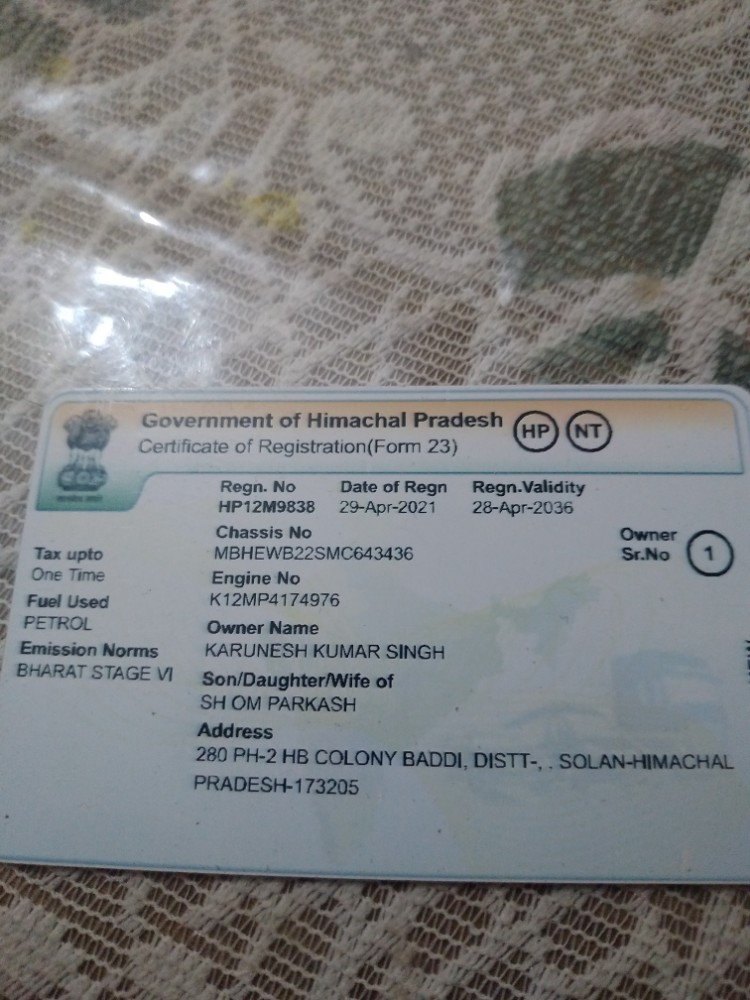 Government of Himachal Pradesh HP NT
Certificate of Registration(Form 23)
Regn. No Date of Regn Regn.Validity
HP12M9838 29-Apr-2021 28-Apr-2036
Chassis No
MBHEWB22SMC643436
Owner
Sr.No 1
Tax upto
One Time
Engine No
K12MP4174976
Fuel Used
PETROL
Owner Name
KARUNESH KUMAR SINGH
Emission Norms
BHARAT STAGE VI
Son/Daughter/Wife of
SH OM PARKASH
Address
280 PH-2 HB COLONY BADDI, DISTT-, . SOLAN-HIMACHAL
PRADESH-173205